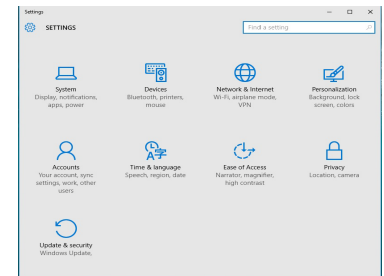 Settings
SETTINGS
Find a setting
System
Display, notifications,
apps, power
Devices
Bluetooth, printers,
mouse
Network & Internet
Wi-Fi, airplane mode,
VPN
Personalization
Background, lock
screen, colors
Accounts
Your account, sync
settings, work, other
users
Time & language
Speech, region, date
Ease of Access
Narrator, magnifier,
high contrast
Privacy
Location, camera
Update & security
Windows Update,